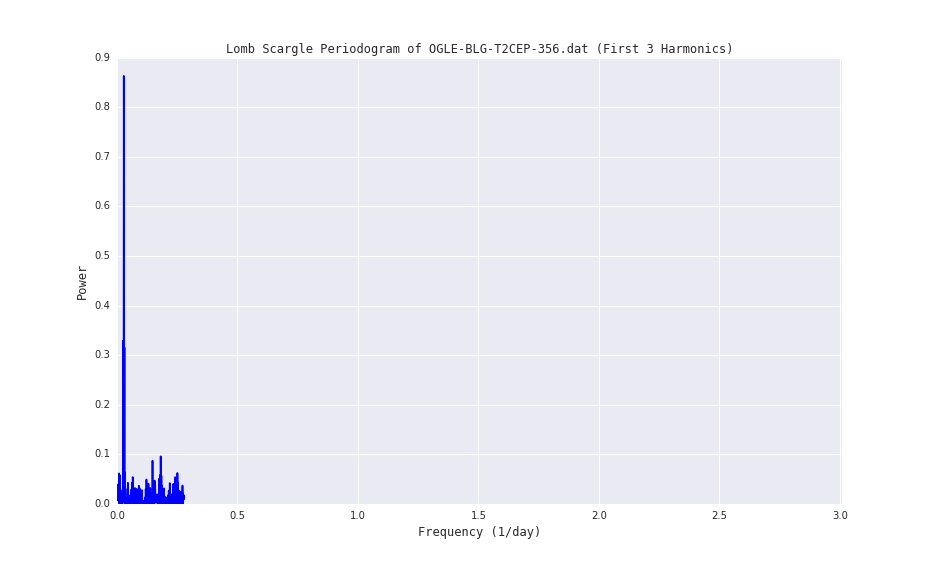 Lomb Scargle Periodogram of OGLE-BLG-T2CEP-356.dat (First 3 Harmonics)
0.9
0.8
0.7
0.6
0.5
0.4
0.3
0.2
0.1
0.0
Power
0.0 0.5 1.0 1.5 2.0 2.5 3.0
Frequency (1/day)